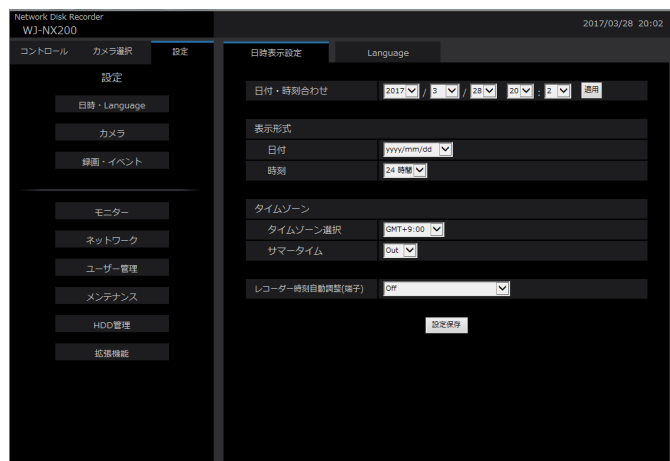 Network Disk Recorder
WJ-NX200
2017/03/28 20:02
コントロール カメラ選択 設定
設定
日時・Language
カメラ
録画・イベント
モニター
ネットワーク
ユーザー管理
メンテナンス
HDD管理
拡張機能
日時表示設定 Language
日付・時刻合わせ 2017 / 3 / 28 20 : 2 適用
表示形式
日付 yyyy/mm/dd
時刻 24 時間
タイムゾーン
タイムゾーン選択 GMT+9:00
サマータイム Out
レコーダー時刻自動調整(端子) Off
設定保存